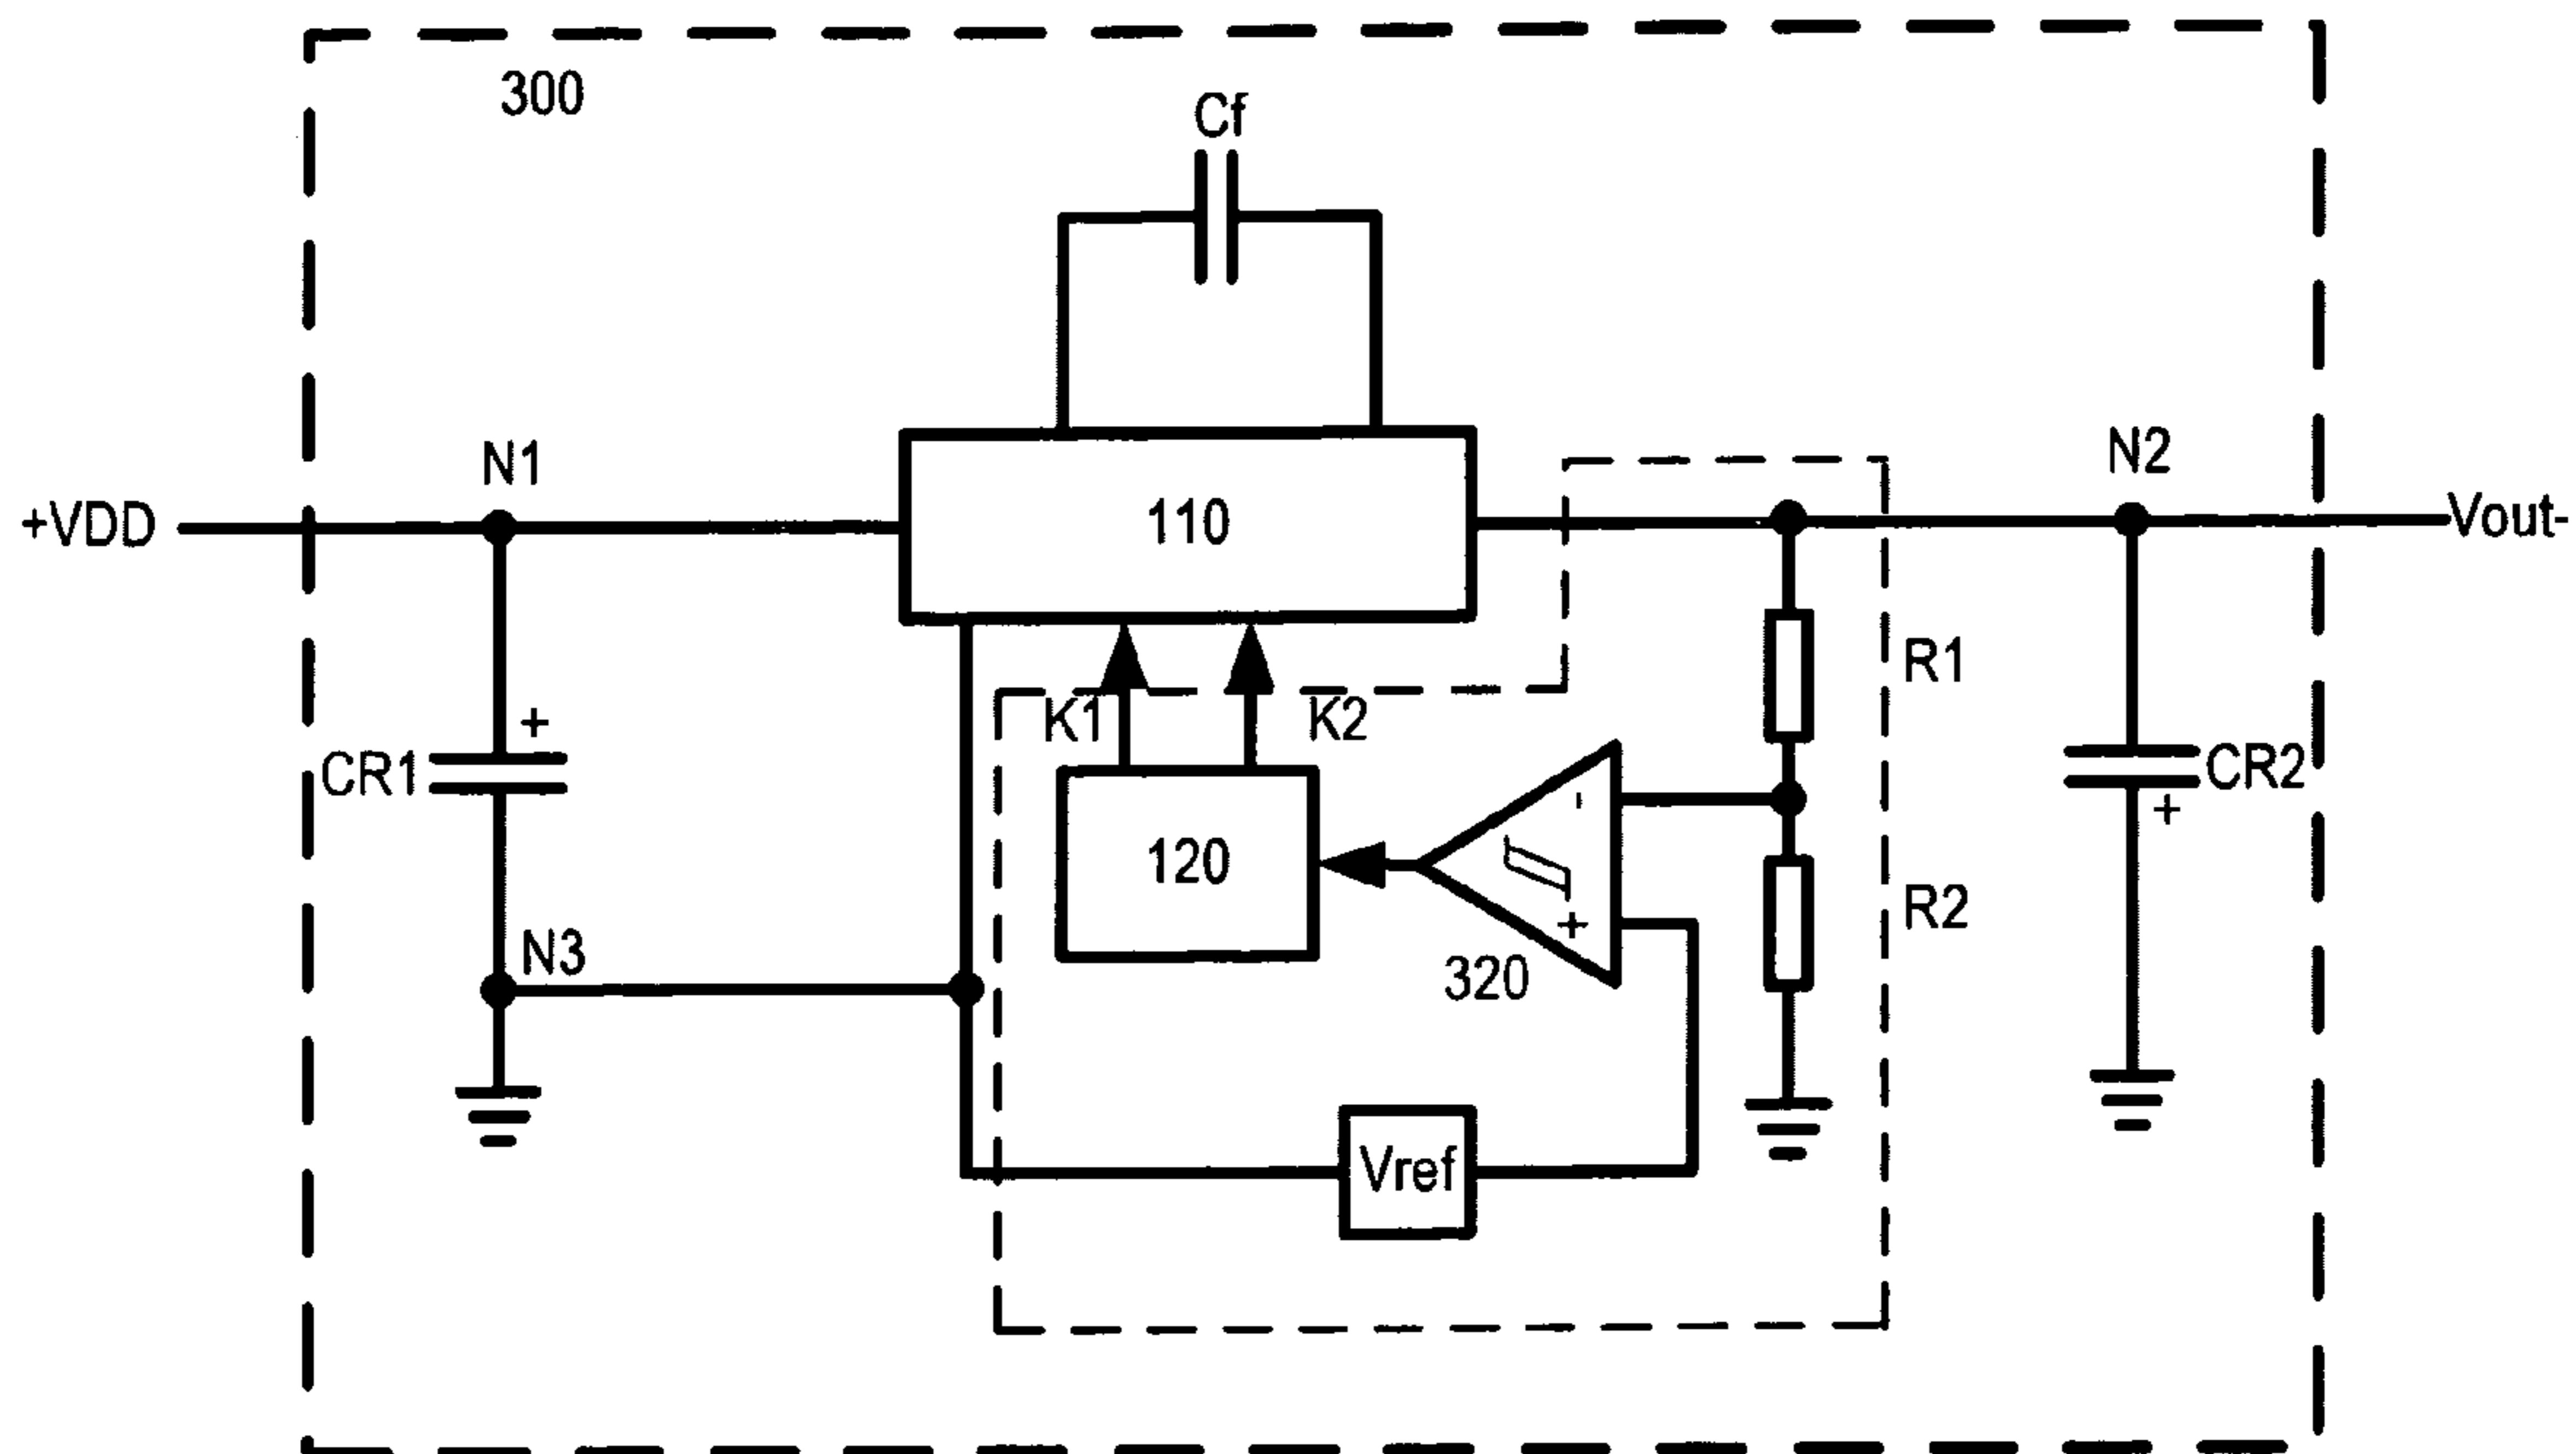 300
Cf
N1
N2
+VDD
110
Vout-
R1
K1
K2
+
CR1
-
CR2
+
120
R2
+
N3
320
Vref